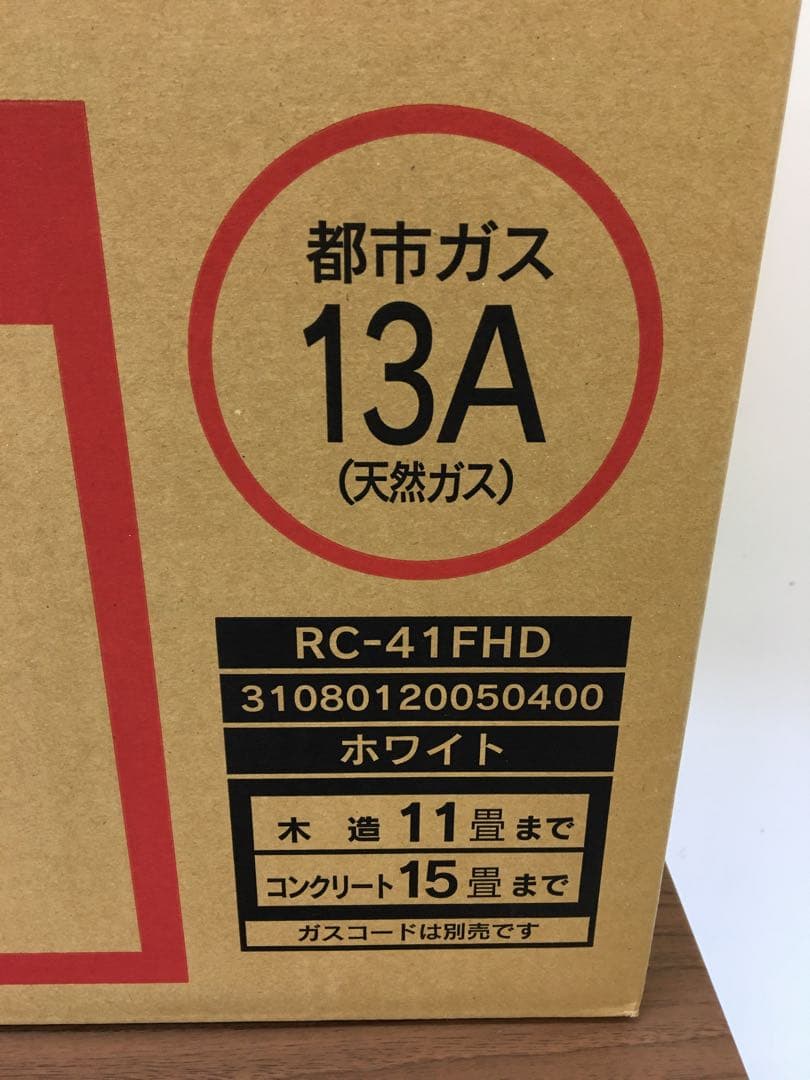 都市ガス
13A
(天然ガス)
RC-41FHD
31080120050400
ホワイト
木造 11畳まで
コンクリート15畳まで
ガスコードは別売です